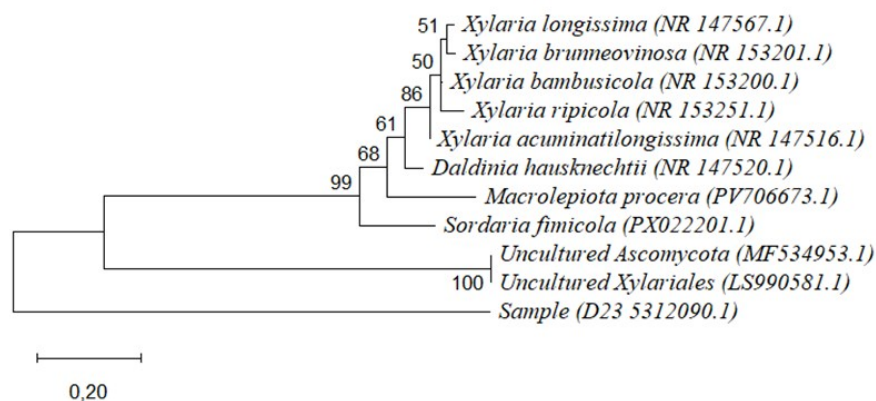 51 Xylaria longissima (NR 147567.1)
Xylaria brunneovinosa (NR 153201.1)
50 Xylaria bambusicola (NR 153200.1)
86 Xylaria ripicola (NR 153251.1)
61 Xylaria acuminatilongissima (NR 147516.1)
68 Daldinia hausknechtii (NR 147520.1)
99 Macrolepiota procera (PV706673.1)
Sordaria fimicola (PX022201.1)
Uncultured Ascomycota (MF534953.1)
100 Uncultured Xylariales (LS990581.1)
Sample (D23 5312090.1)
0,20